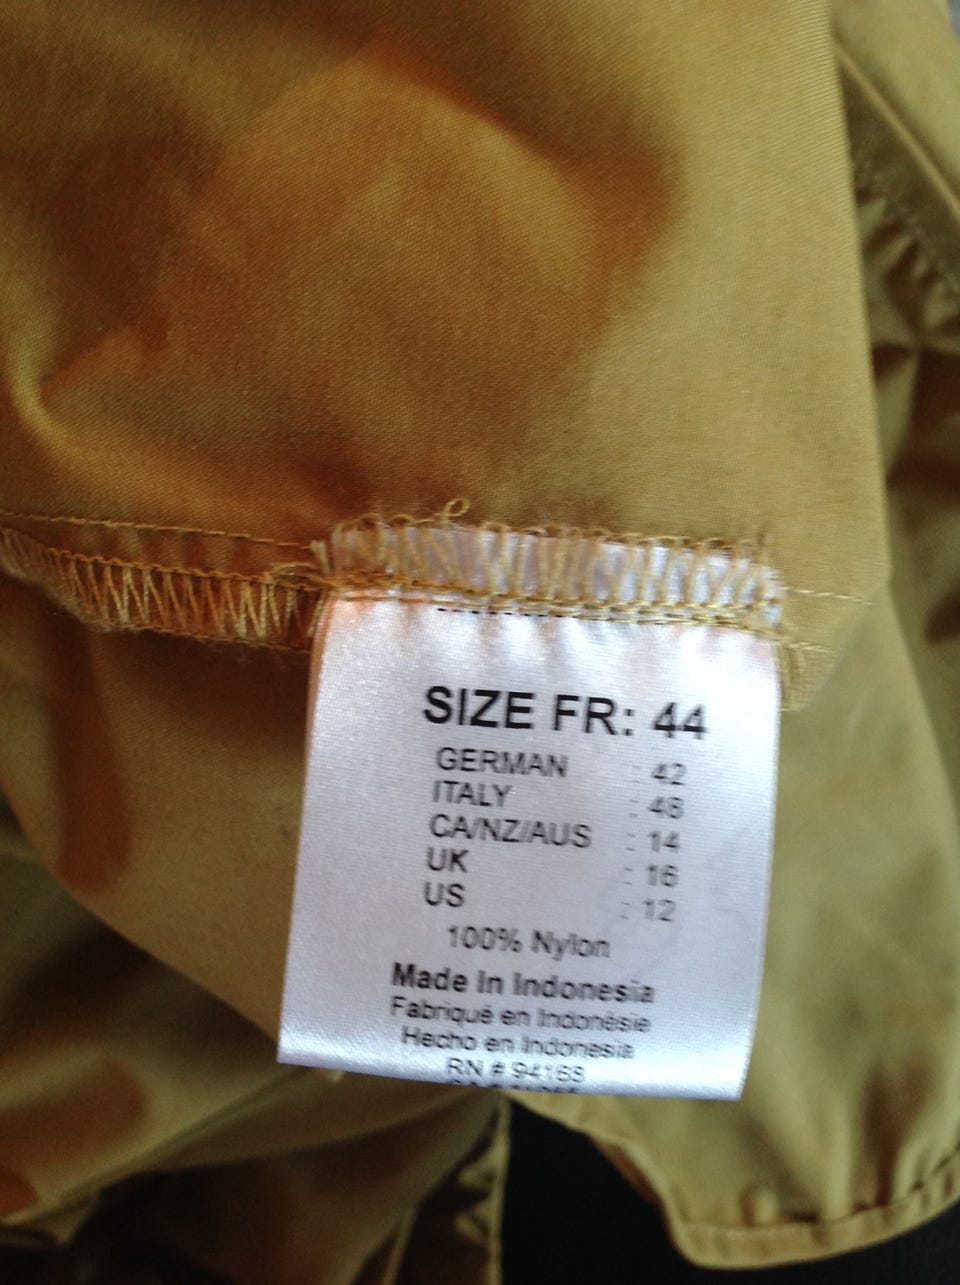 SIZE FR: 44
GERMAN : 42
ITALY : 48
CA/NZ/AUS : 14
UK : 16
US : 12
100% Nylon
Made In Indonesia
Fabriqué en Indonésie
Hecho en Indonesia
RN # 94168